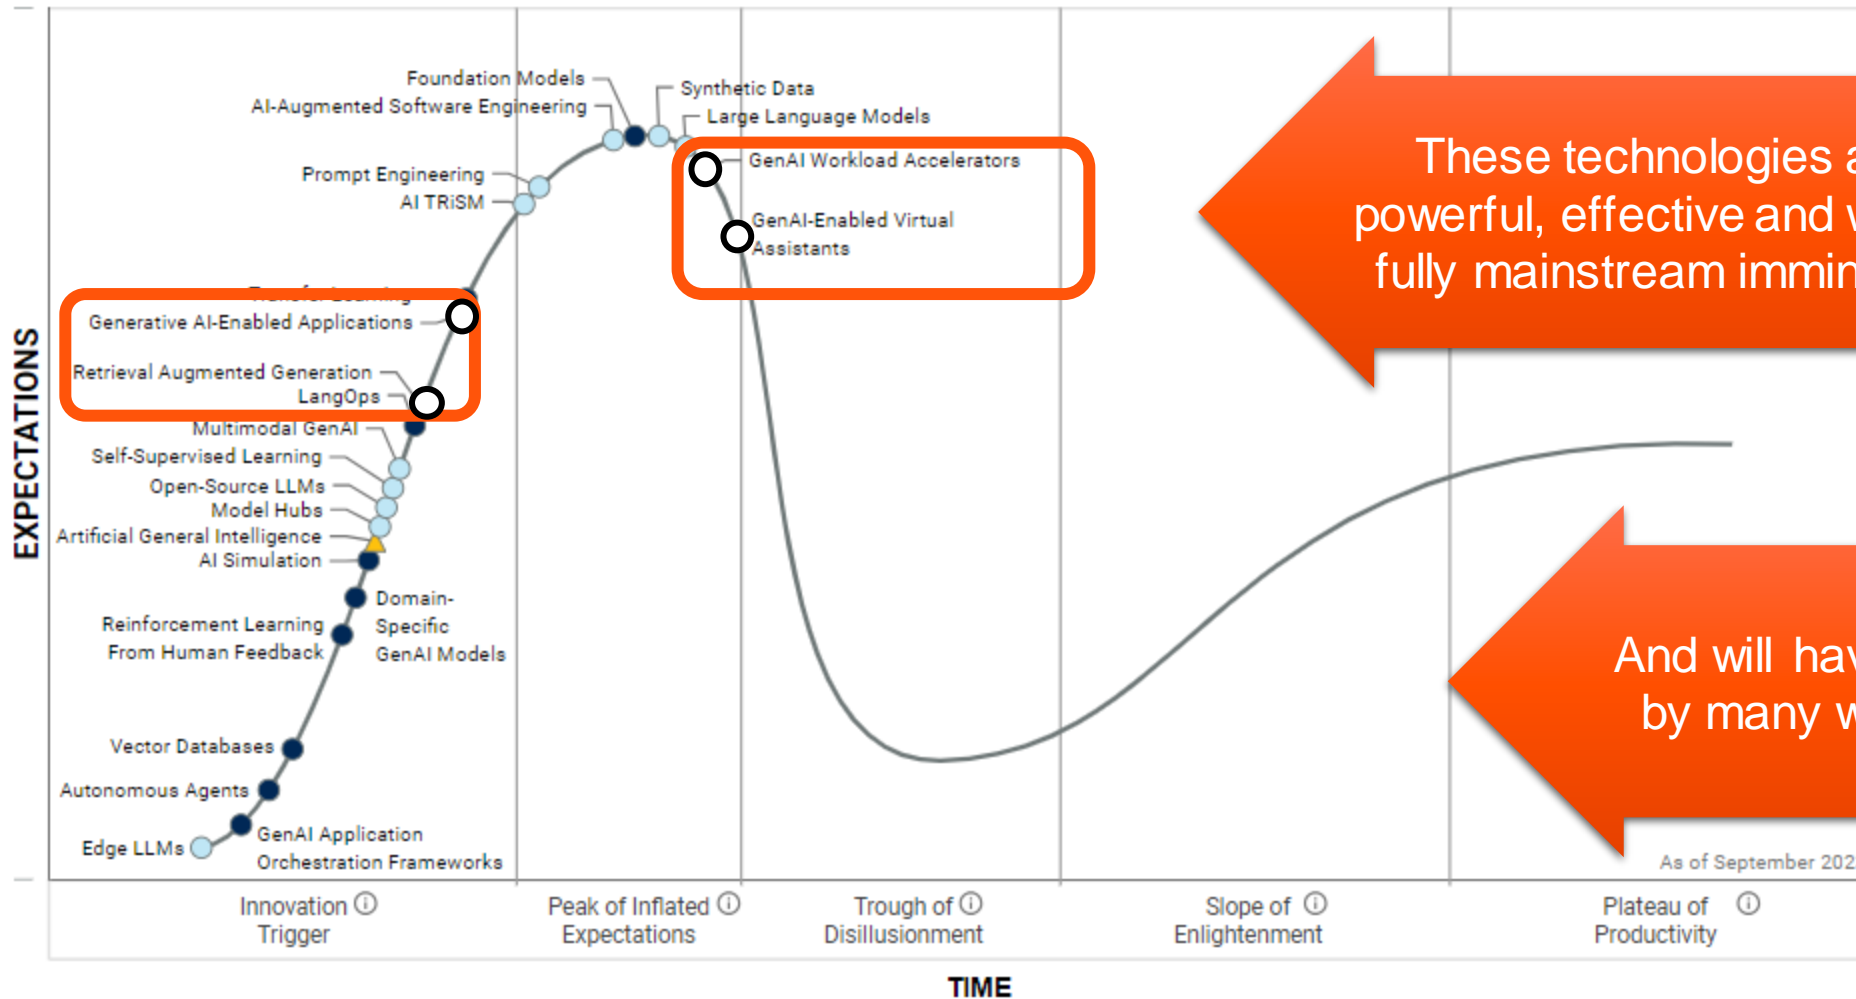 Foundation Models
AI-Augmented Software Engineering
Synthetic Data
Large Language Models
GenAI Workload Accelerators
GenAI-Enabled Virtual
Assistants
Prompt Engineering
AI TRiSM
Transfer Learning
Generative AI-Enabled Applications
Retrieval Augmented Generation
LangOps
Multimodal GenAI
Self-Supervised Learning
Open-Source LLMs
Model Hubs
Artificial General Intelligence
AI Simulation
Domain-
Specific
GenAI Models
Reinforcement Learning
From Human Feedback
Vector Databases
Autonomous Agents
GenAI Application
Orchestration Frameworks
Edge LLMs
EXPECTATIONS
These technologies
powerful, effective and
fully mainstream
And will
by many
As of September
Innovation
Trigger
Peak of Inflated
Expectations
Trough of
Disillusionment
Slope of
Enlightenment
Plateau of
Productivity
TIME